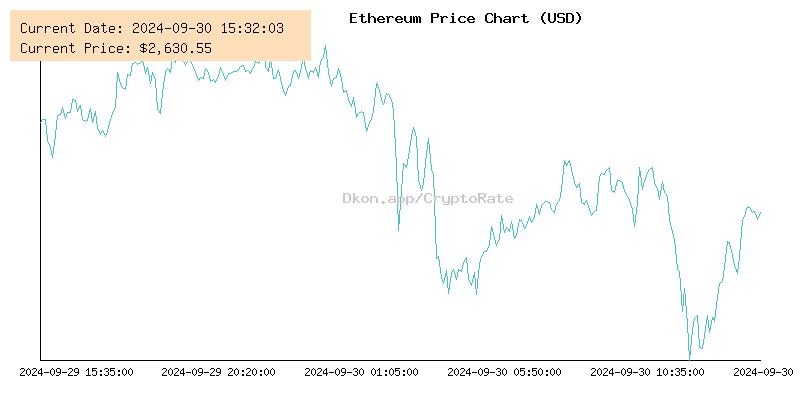 Ethereum Price Chart (USD)
Current Date: 2024-09-30 15:32:03
Current Price: $2,630.55
Dkon.app/CryptoRate
2024-09-29 15:35:00 2024-09-29 20:20:00 2024-09-30 01:05:00 2024-09-30 05:50:00 2024-09-30 10:35:00 2024-09-30